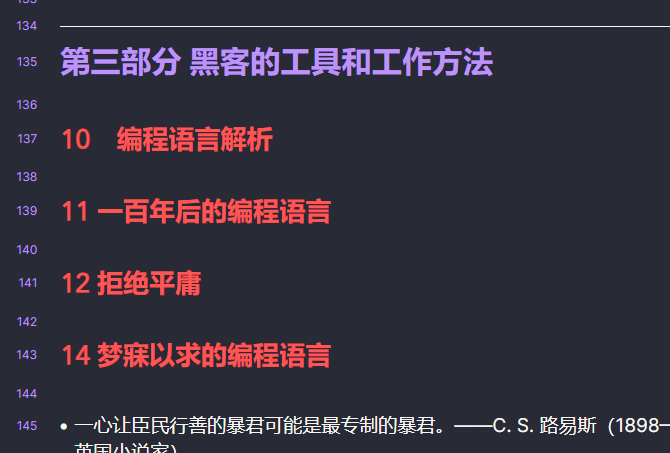 134
135 第三部分 黑客的工具和工作方法
136
137 10 编程语言解析
138
139 11 一百年后的编程语言
140
141 12 拒绝平庸
142
143 14 梦寐以求的编程语言
144
145 • 一心让臣民行善的暴君可能是最专制的暴君。——C. S. 路易斯（1898—
英国小说家）